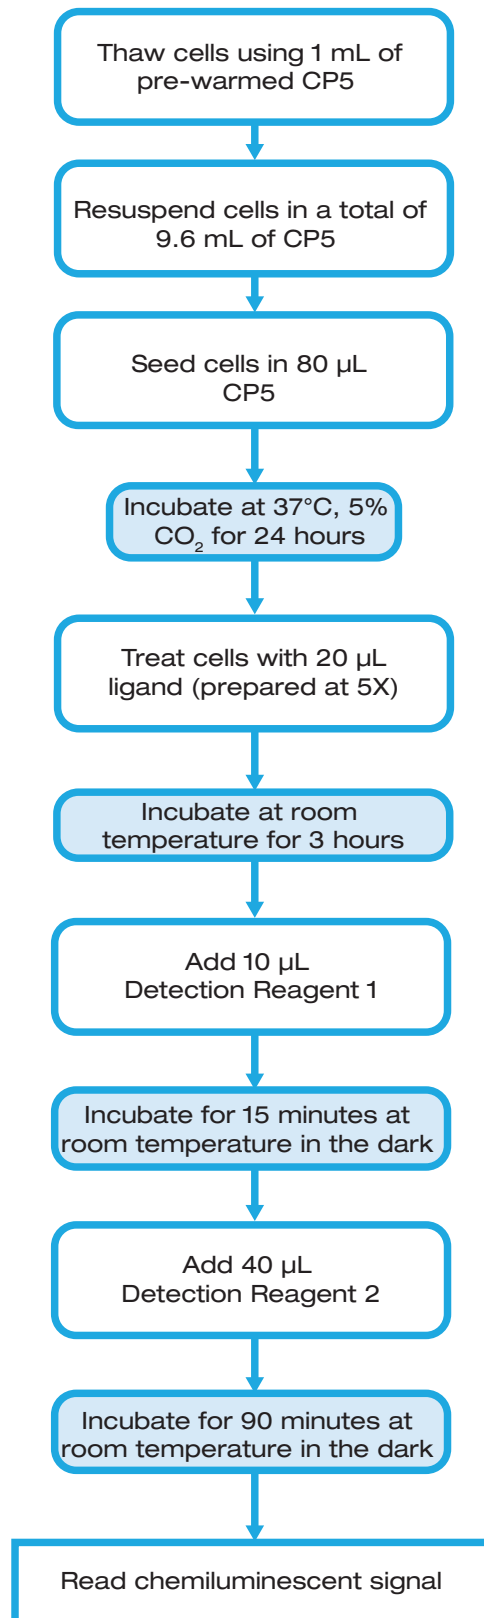 Thaw cells using 1 mL of
pre-warmed CP5
Resuspend cells in a total of
9.6 mL of CP5
Seed cells in 80 µL
CP5
Incubate at 37°C, 5%
CO₂ for 24 hours
Treat cells with 20 µL
ligand (prepared at 5X)
Incubate at room
temperature for 3 hours
Add 10 µL
Detection Reagent 1
Incubate for 15 minutes at
room temperature in the dark
Add 40 µL
Detection Reagent 2
Incubate for 90 minutes at
room temperature in the dark
Read chemiluminescent signal